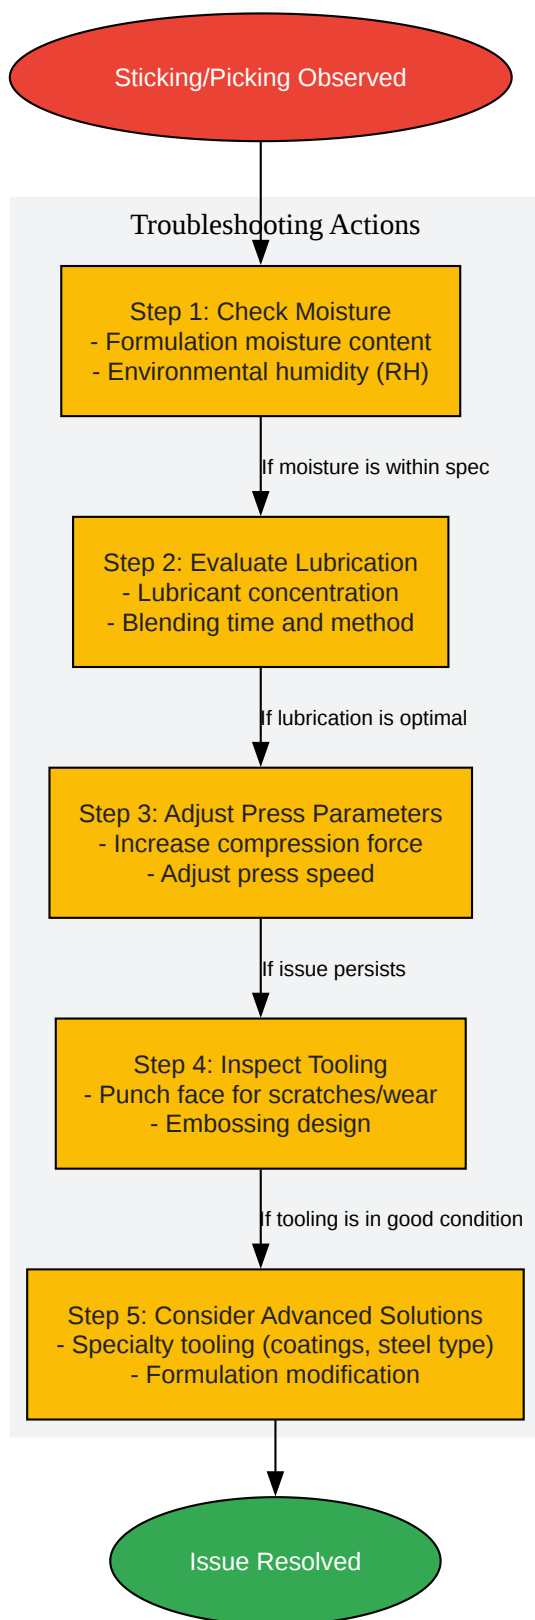 Sticking/Picking Observed
Troubleshooting Actions
Step 1: Check Moisture
- Formulation moisture content
- Environmental humidity (RH)
If moisture is within spec
Step 2: Evaluate Lubrication
- Lubricant concentration
- Blending time and method
If lubrication is optimal
Step 3: Adjust Press Parameters
- Increase compression force
- Adjust press speed
If issue persists
Step 4: Inspect Tooling
- Punch face for scratches/wear
- Embossing design
If tooling is in good condition
Step 5: Consider Advanced Solutions
- Specialty tooling (coatings, steel type)
- Formulation modification
Issue Resolved